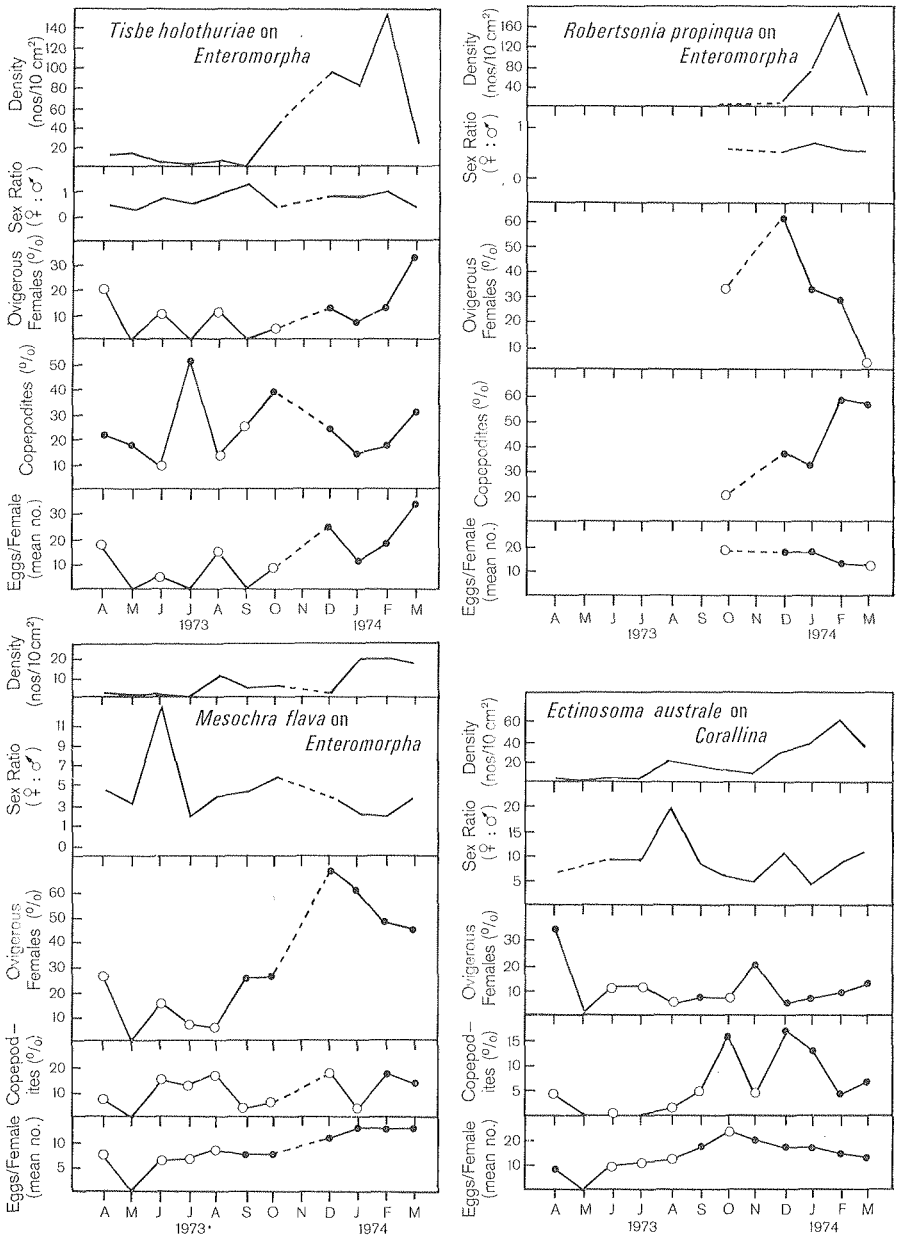 Tisbe holothuriae on
Enteromorpha
Density
(nos/10 cm²)
140
120
100
80
60
40
20
Sex Ratio
(♀ : ♂)
1
0
Ovigerous
Females (%)
30
20
10
Copepodites (%)
50
40
30
20
10
Eggs/Female
(mean no.)
30
20
10
A M J J A S O D J F M
1973 1974
Robertsonia propinqua on
Enteromorpha
Density
(nos/10 cm²)
160
120
80
40
Sex Ratio
(♀ : ♂)
1
0
Ovigerous
Females (%)
60
50
40
30
20
10
Copepodites (%)
60
50
40
30
20
Eggs/Female
(mean no.)
20
10
A M J J A S O N D J F M
1973 1974
Mesochra flava on
Enteromorpha
Density
(nos/10cm²)
20
10
Sex Ratio
(♀ : ♂)
11
9
7
5
3
1
0
Ovigerous
Females (%)
60
50
40
30
20
10
Copepod–
ites (%)
20
10
Eggs/Female
(mean no.)
10
5
A M J J A S O N D J F M
1973 1974
Ectinosoma australe on
Corallina
Density
(nos/10 cm²)
60
40
20
Sex Ratio
(♀ : ♂)
20
15
10
5
Ovigerous
Females (%)
30
20
10
Copepod–
ites (%)
15
10
5
Eggs/Female
(mean no.)
20
10
A M J J A S O N D J F M
1973 1974